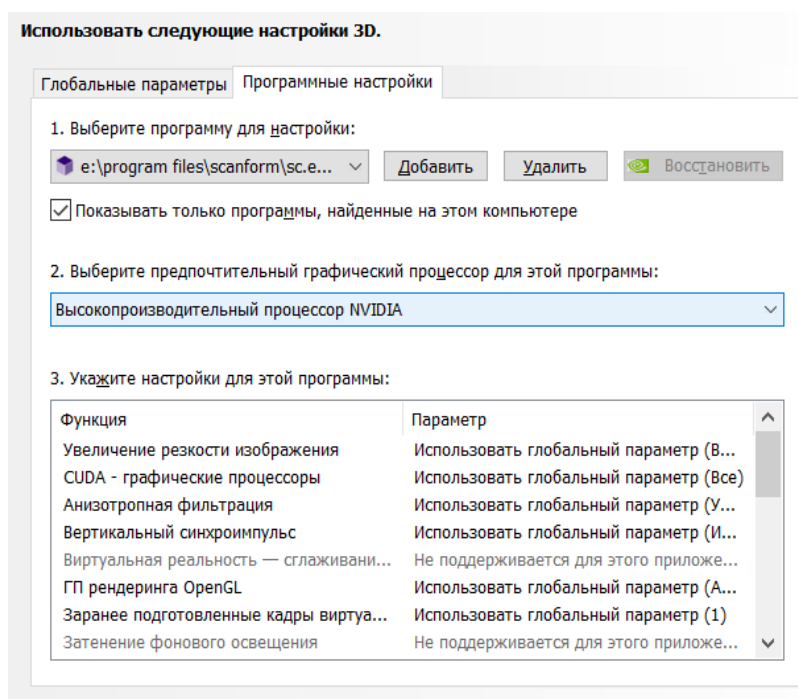 Использовать следующие настройки 3D.
Глобальные параметры Программные настройки
1. Выберите программу для настройки:
e:\program files\scanform\sc.e... Добавить Удалить Восстановить
Показывать только программы, найденные на этом компьютере
2. Выберите предпочтительный графический процессор для этой программы:
Высокопроизводительный процессор NVIDIA
3. Укажите настройки для этой программы:
Функция Параметр
Увеличение резкости изображения Использовать глобальный параметр (В...
CUDA - графические процессоры Использовать глобальный параметр (Все)
Анизотропная фильтрация Использовать глобальный параметр (У...
Вертикальный синхроимпульс Использовать глобальный параметр (И...
Виртуальная реальность — сглаживани... Не поддерживается для этого приложе...
ГП рендеринга OpenGL Использовать глобальный параметр (А...
Заранее подготовленные кадры виртуа... Использовать глобальный параметр (1)
Затенение фонового освещения Не поддерживается для этого приложе...